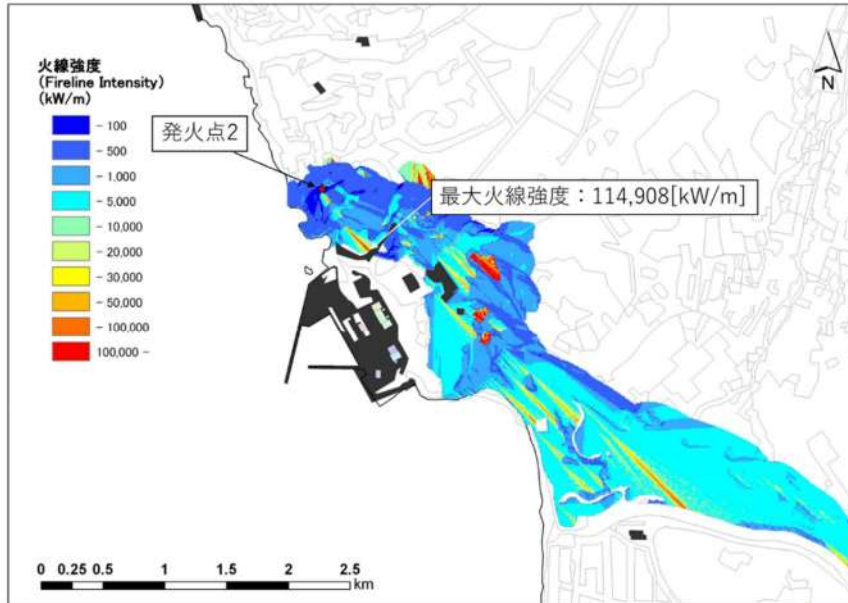 火線強度
(Fireline Intensity)
(kW/m)
- 100
- 500
- 1,000
- 5,000
- 10,000
- 20,000
- 30,000
- 50,000
- 100,000
100,000 -
発火点2
最大火線強度：114,908[kW/m]
N
0 0.25 0.5 1 1.5 2 2.5
km